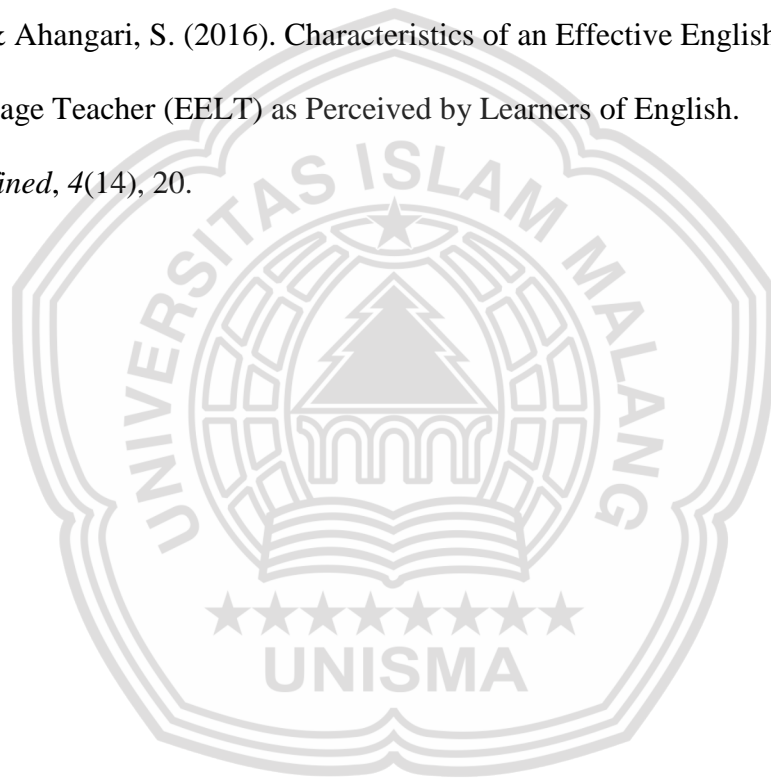 & Ahangari, S. (2016). Characteristics of an Effective English
age Teacher (EELT) as Perceived by Learners of English.
ined, 4(14), 20.
UNIVERSITAS ISLAM MALANG
UNISMA